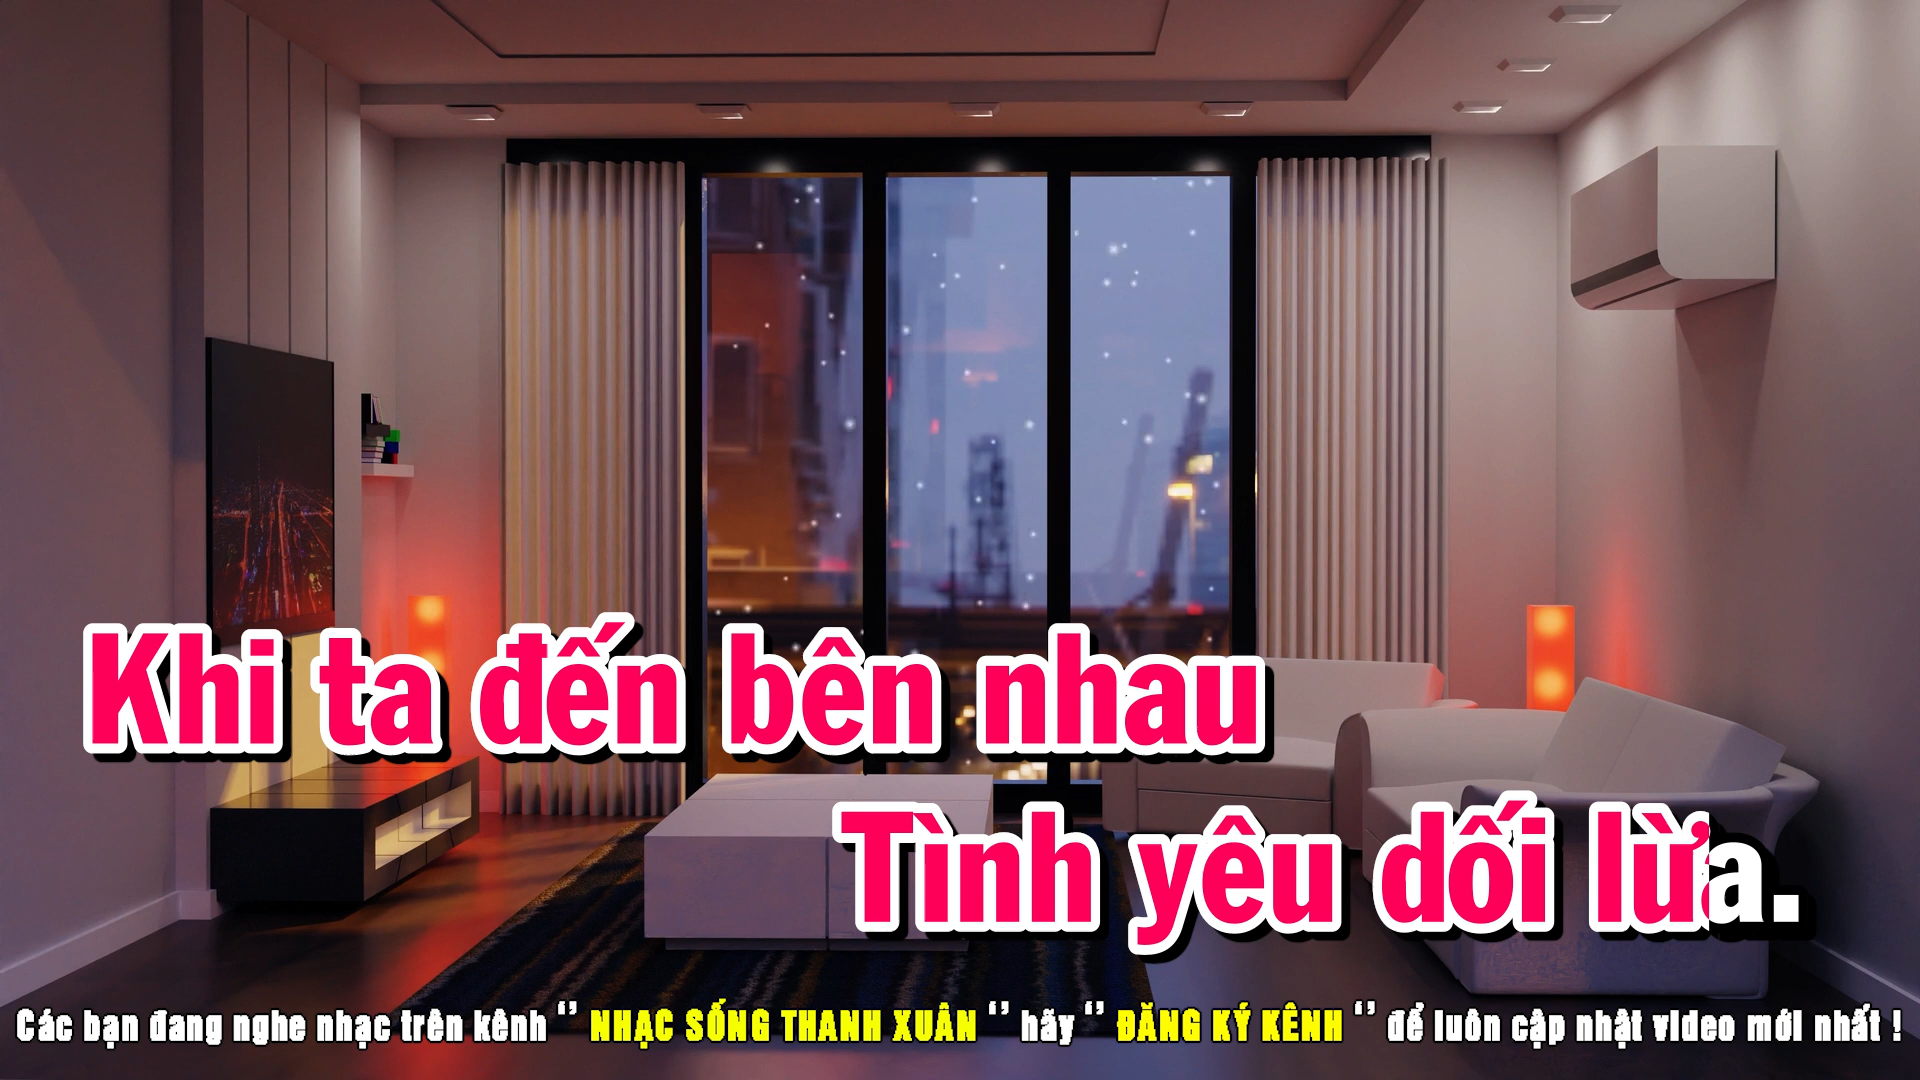 Khi ta đến bên nhau
Tình yêu dối lừa.
Các bạn đang nghe nhạc trên kênh “ NHẠC SỐNG THANH XUÂN “ hãy “ ĐĂNG KÝ KÊNH “ để luôn cập nhật video mới nhất !